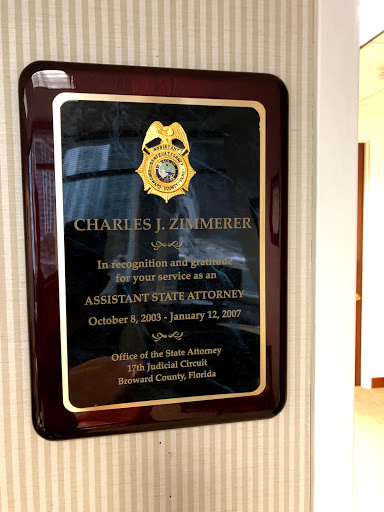 ASSISTANT
CHARLES J. ZIMMERER
In recognition and gratitude
for your service as an
ASSISTANT STATE ATTORNEY
October 8, 2003 - January 12, 2007
Office of the State Attorney
17th Judicial Circuit
Broward County, Florida